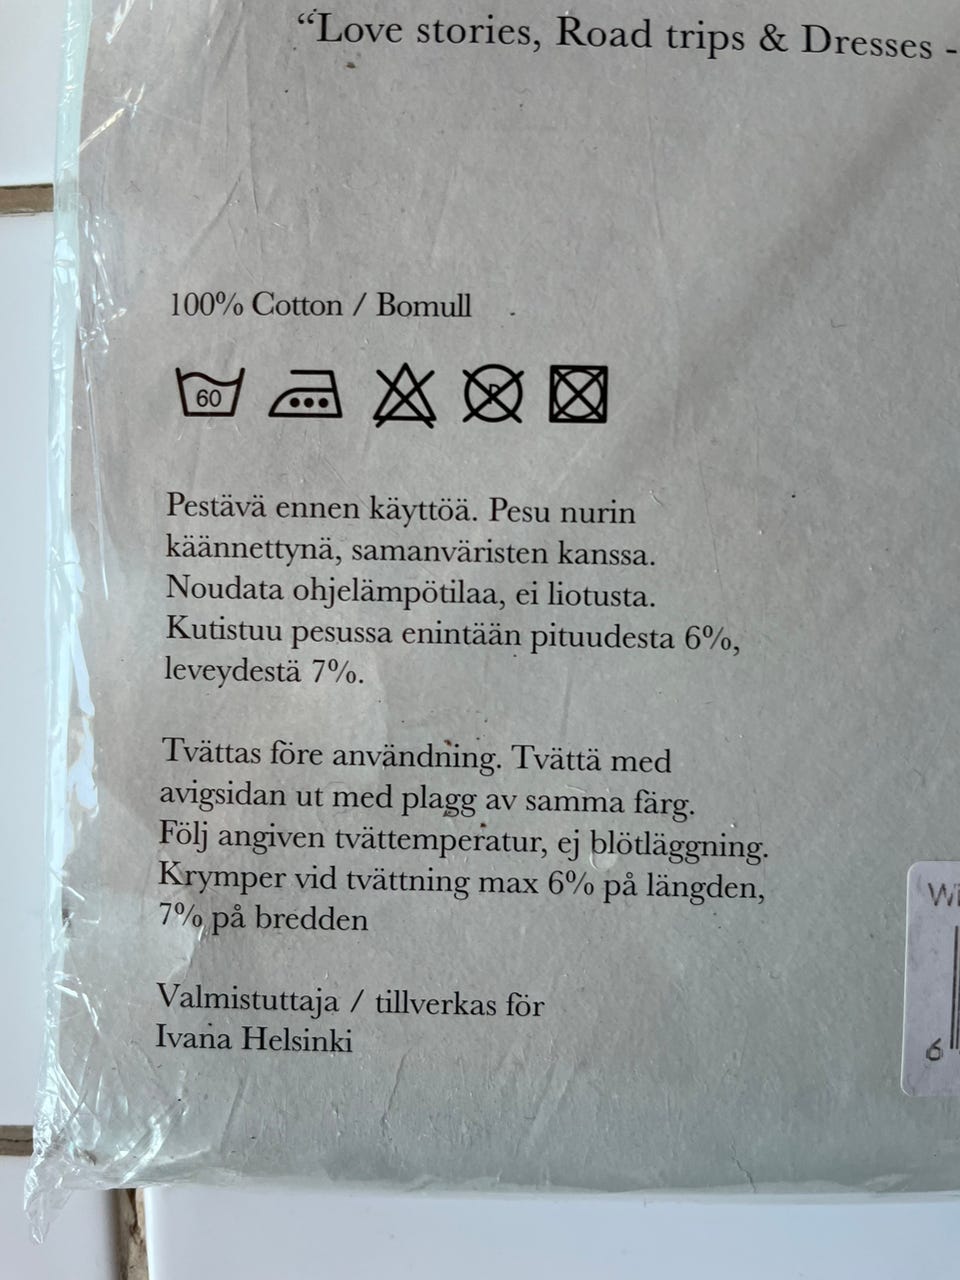 “Love stories, Road trips & Dresses -
100% Cotton / Bomull
60
Pestävä ennen käyttöä. Pesu nurin
käännettynä, samanväristen kanssa.
Noudata ohjelämpötilaa, ei liotusta.
Kutistuu pesussa enintään pituudesta 6%,
leveydestä 7%.
Tvättas före användning. Tvättä med
avigsidan ut med plagg av samma färg.
Följ angiven tvättemperatur, ej blötläggning.
Krymper vid tvättning max 6% på längden,
7% på bredden
Valmistuttaja / tillverkas för
Ivana Helsinki
6